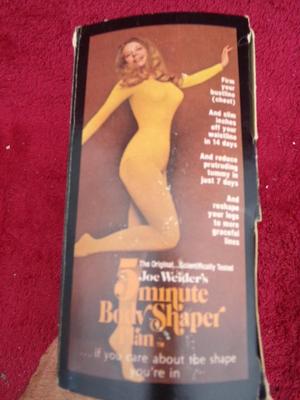 Firm
your
bustline
(chest)
And slim
inches
off your
waistline
in 14 days
And reduce
protruding
tummy in
just 7 days
And
reshape
your legs
to more
graceful
lines
The Original...Scientifically Tested
Joe Weider's
5
minute
Body Shaper
Plan™
...if you care about the shape
you're in